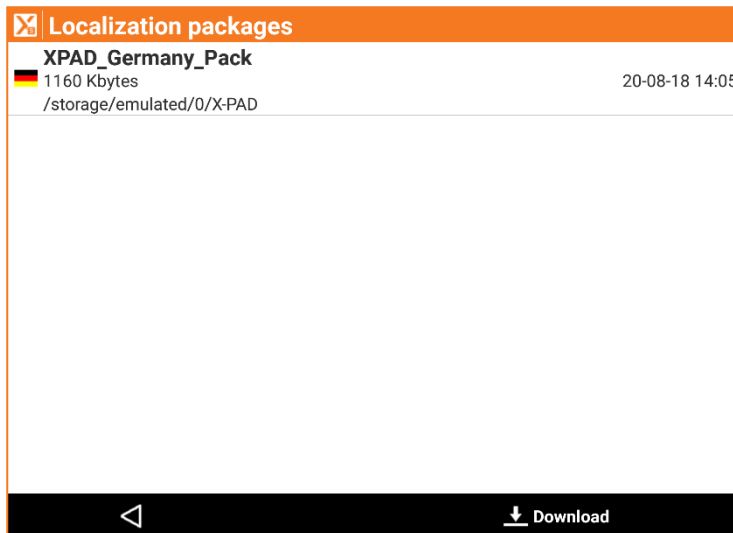 Localization packages
XPAD_Germany_Pack
1160 Kbytes
20-08-18 14:05
/storage/emulated/0/X-PAD
Download